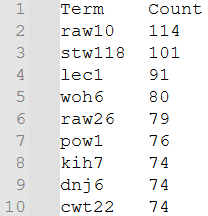 1 Term Count
2 raw10 114
3 stw118 101
4 lec1 91
5 woh6 80
6 raw26 79
7 pow1 76
8 kih7 74
9 dnj6 74
10 cwt22 74